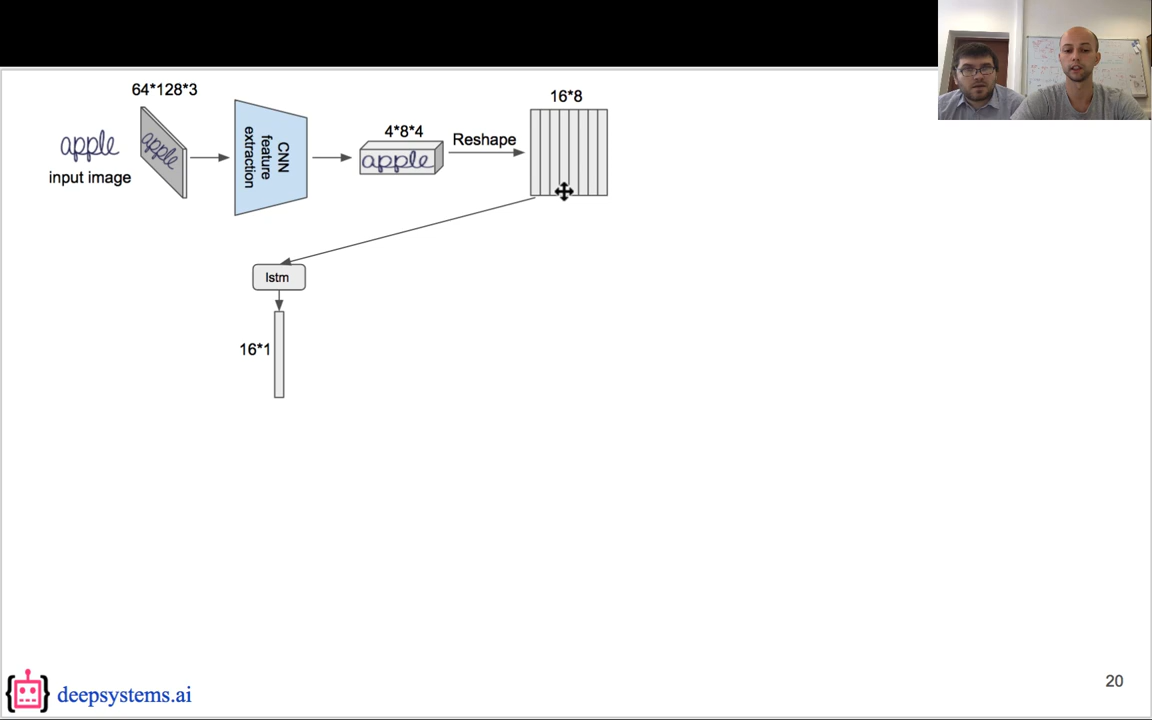 64*128*3
16*8
4*8*4
apple
apple
CNN feature extraction
apple
Reshape
input image
lstm
16*1
20
deepsystems.ai